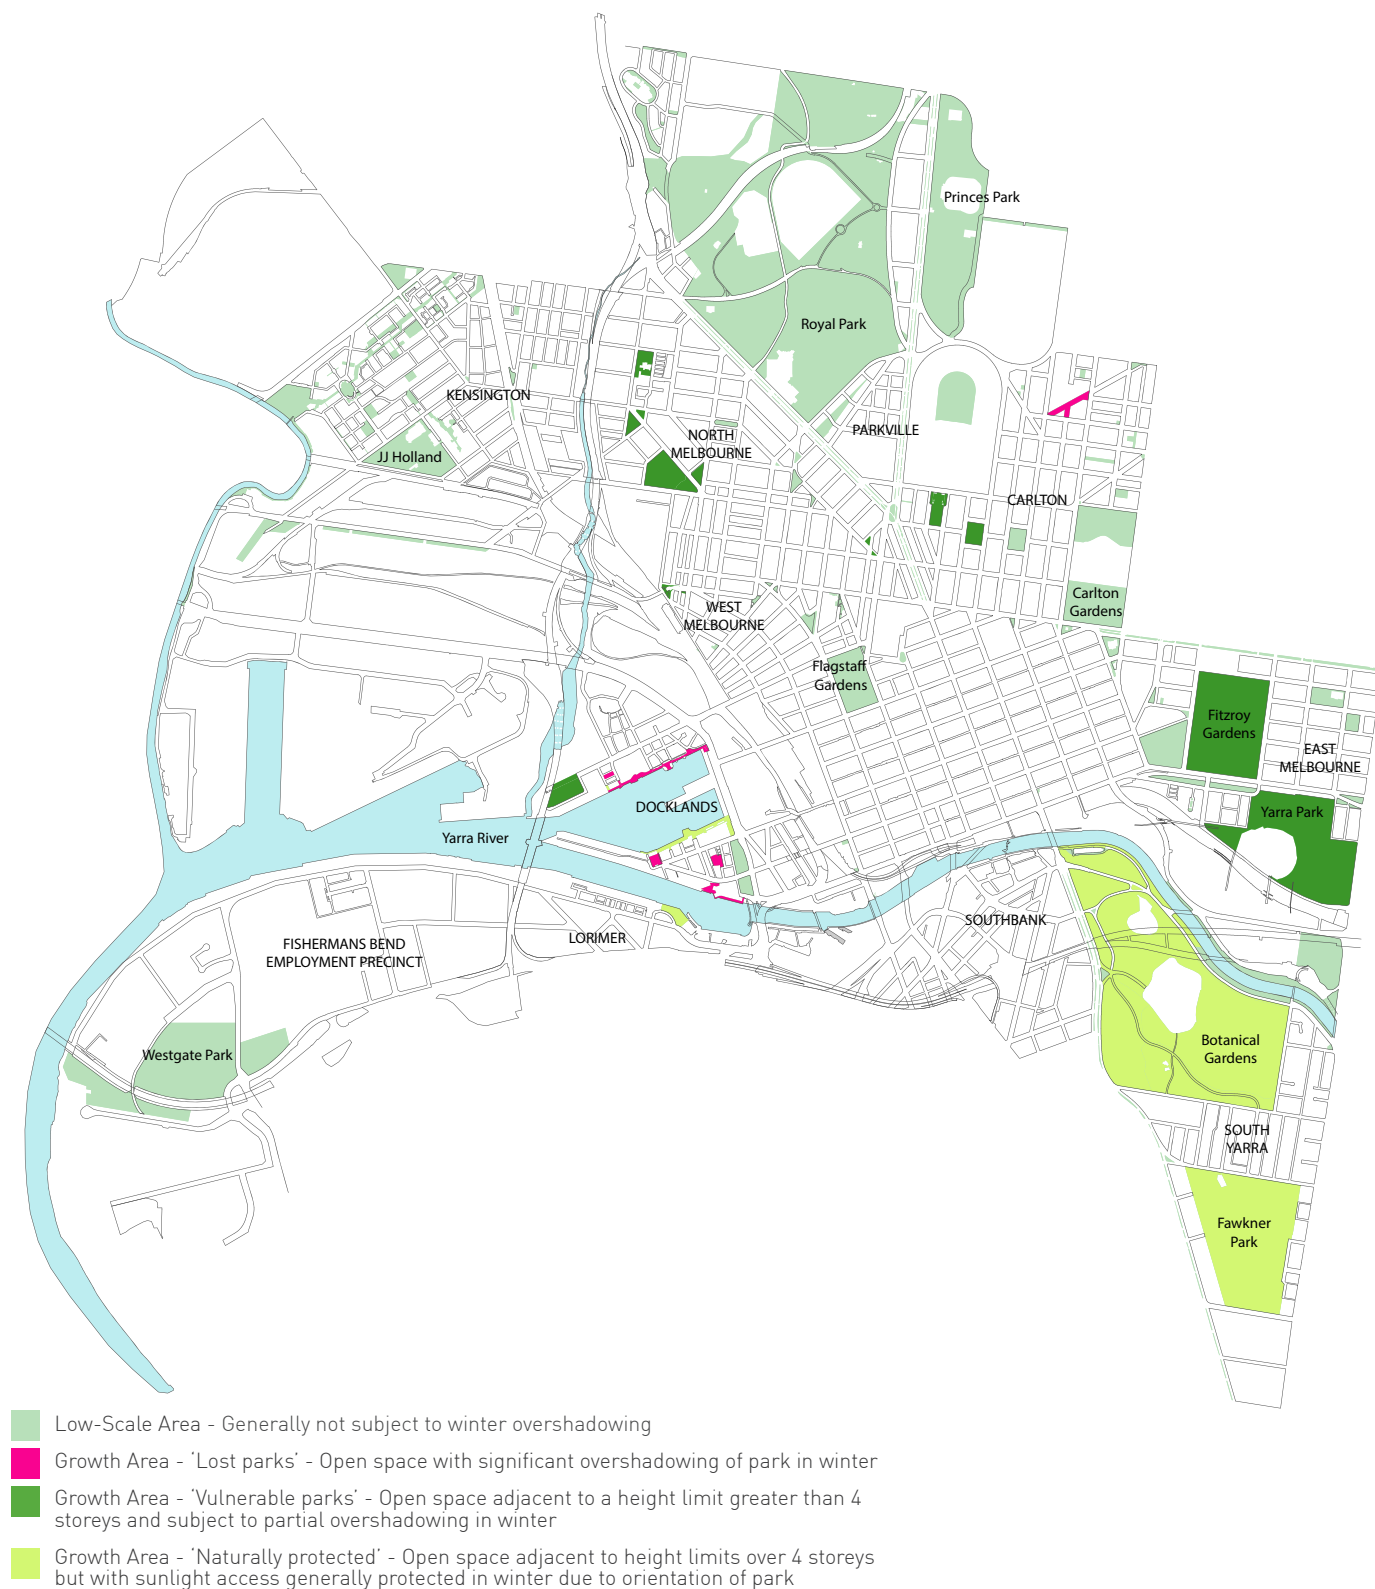 Princes Park
Royal Park
KENSINGTON
PARKVILLE
NORTH
MELBOURNE
JJ Holland
CARLTON
Carlton
Gardens
WEST
MELBOURNE
Flagstaff
Gardens
Fitzroy
Gardens
EAST
MELBOURNE
DOCKLANDS
Yarra Park
Yarra River
SOUTHBANK
LORIMER
FISHERMANS BEND
EMPLOYMENT PRECINCT
Westgate Park
Botanical
Gardens
SOUTH
YARRA
Fawkner
Park
Low-Scale Area - Generally not subject to winter overshadowing
Growth Area - ‘Lost parks’ - Open space with significant overshadowing of park in winter
Growth Area - ‘Vulnerable parks’ - Open space adjacent to a height limit greater than 4
storeys and subject to partial overshadowing in winter
Growth Area - ‘Naturally protected’ - Open space adjacent to height limits over 4 storeys
but with sunlight access generally protected in winter due to orientation of park